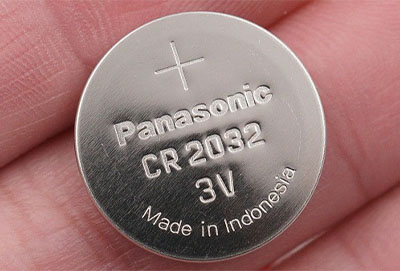 +
Panasonic
CR 2032
3V
Made in Indonesia